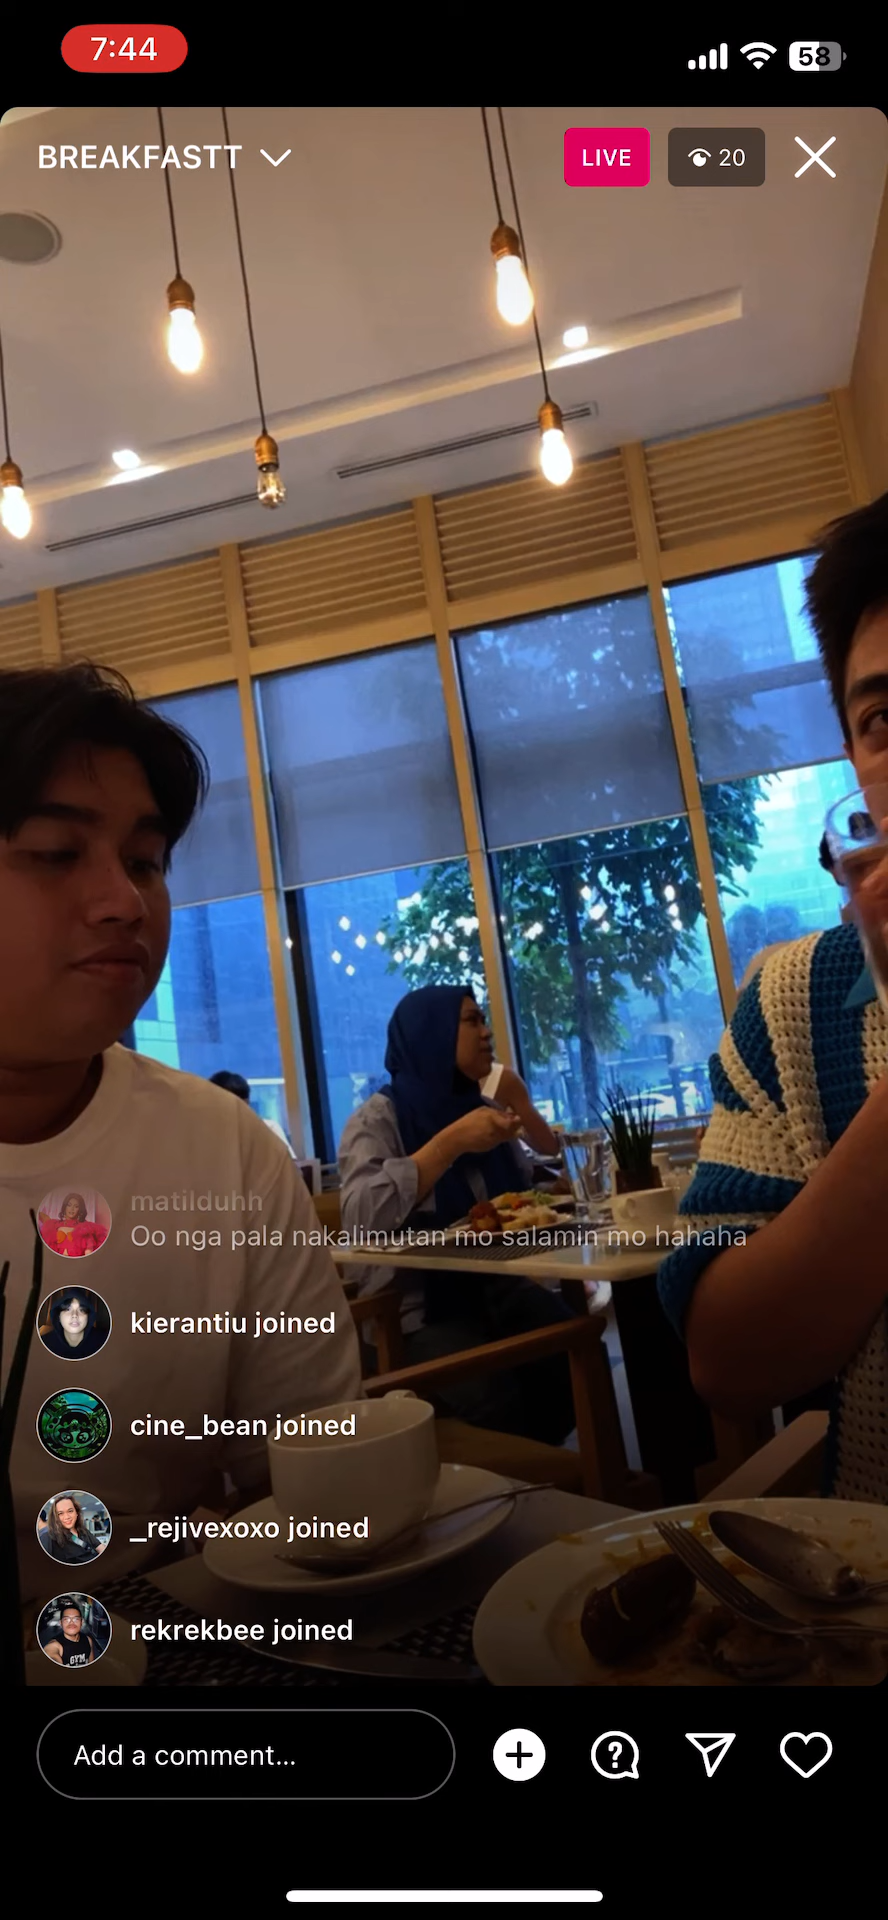 7:44
58
BREAKFASTT
LIVE
20
matilduhh
Oo nga pala nakalimutan mo salamin mo hahaha
kierantiu joined
cine_bean joined
_rejivexoxo joined
rekrekbee joined
GYM
Add a comment...